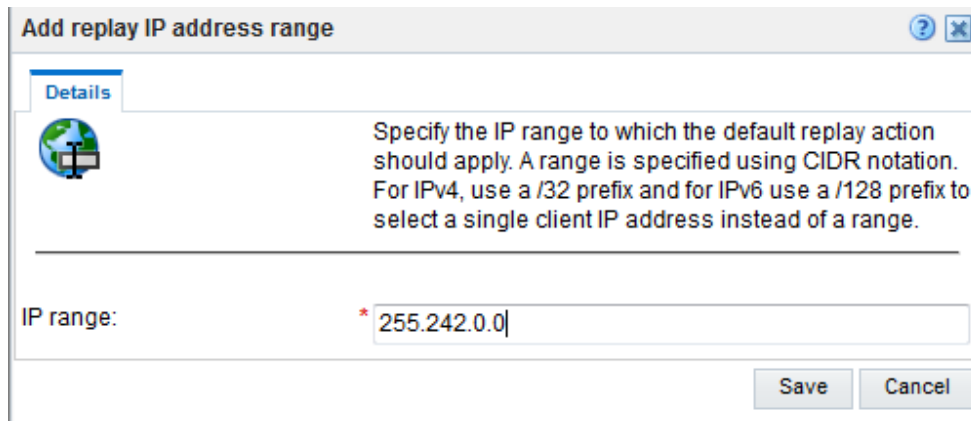 Add replay IP address range
Details
Specify the IP range to which the default replay action
should apply. A range is specified using CIDR notation.
For IPv4, use a /32 prefix and for IPv6 use a /128 prefix to
select a single client IP address instead of a range.
IP range: * 255.242.0.0
Save Cancel